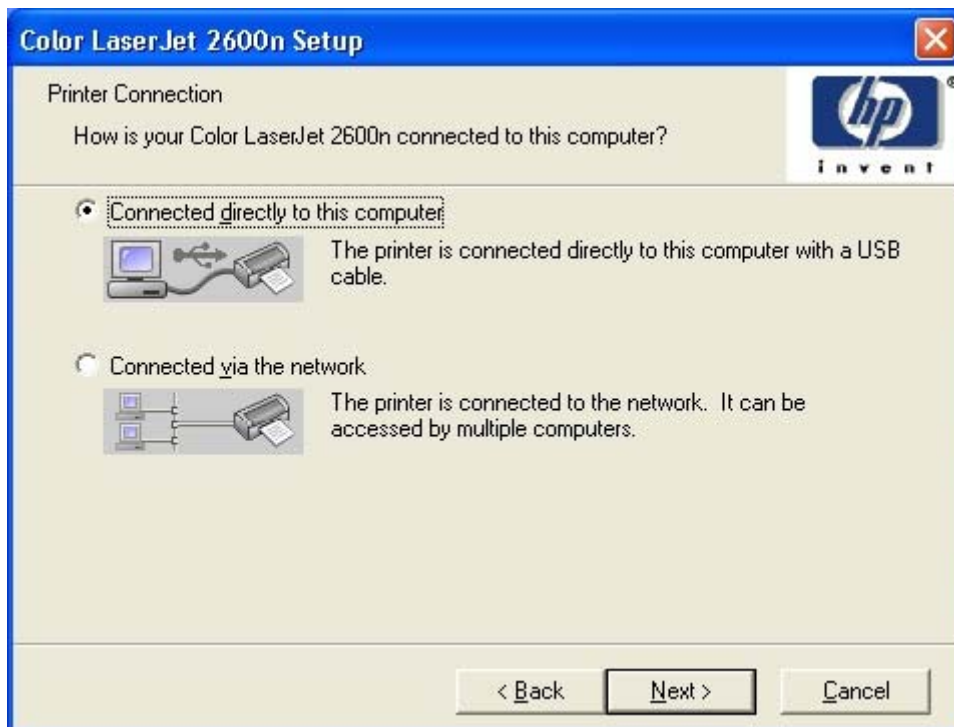 Color LaserJet 2600n Setup
Printer Connection
How is your Color LaserJet 2600n connected to this computer?
hp
®
invent
Connected directly to this computer
The printer is connected directly to this computer with a USB
cable.
Connected via the network
The printer is connected to the network.  It can be
accessed by multiple computers.
< Back
Next >
Cancel